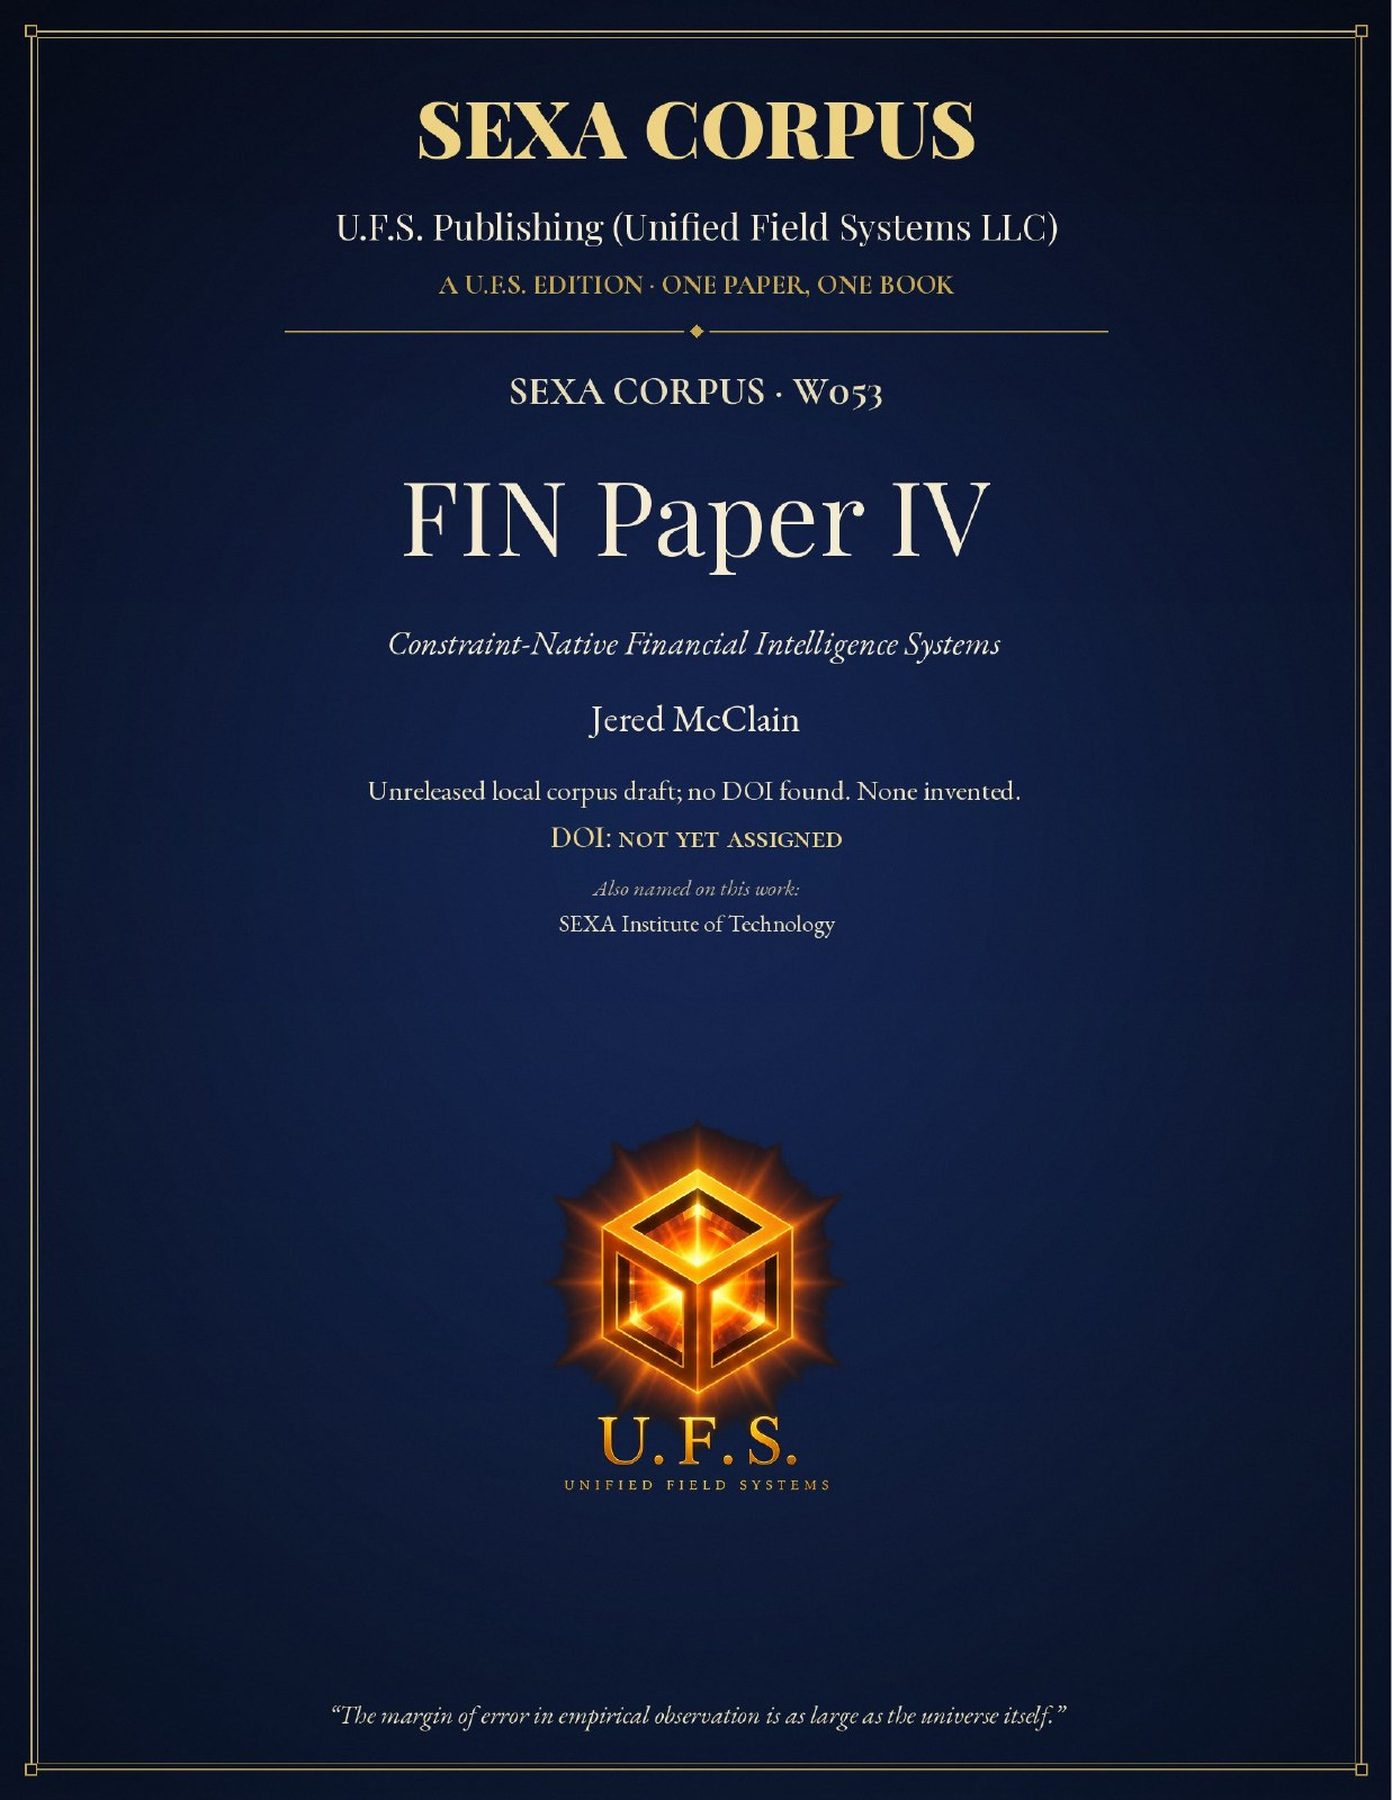 SEXA CORPUS
U.F.S. Publishing (Unified Field Systems LLC)
A U.F.S. EDITION · ONE PAPER, ONE BOOK
SEXA CORPUS · W053
FIN Paper IV
Constraint-Native Financial Intelligence Systems
Jered McClain
Unreleased local corpus draft; no DOI found. None invented.
DOI: NOT YET ASSIGNED
Also named on this work:
SEXA Institute of Technology
U.F.S.
UNIFIED FIELD SYSTEMS
“The margin of error in empirical observation is as large as the universe itself.”